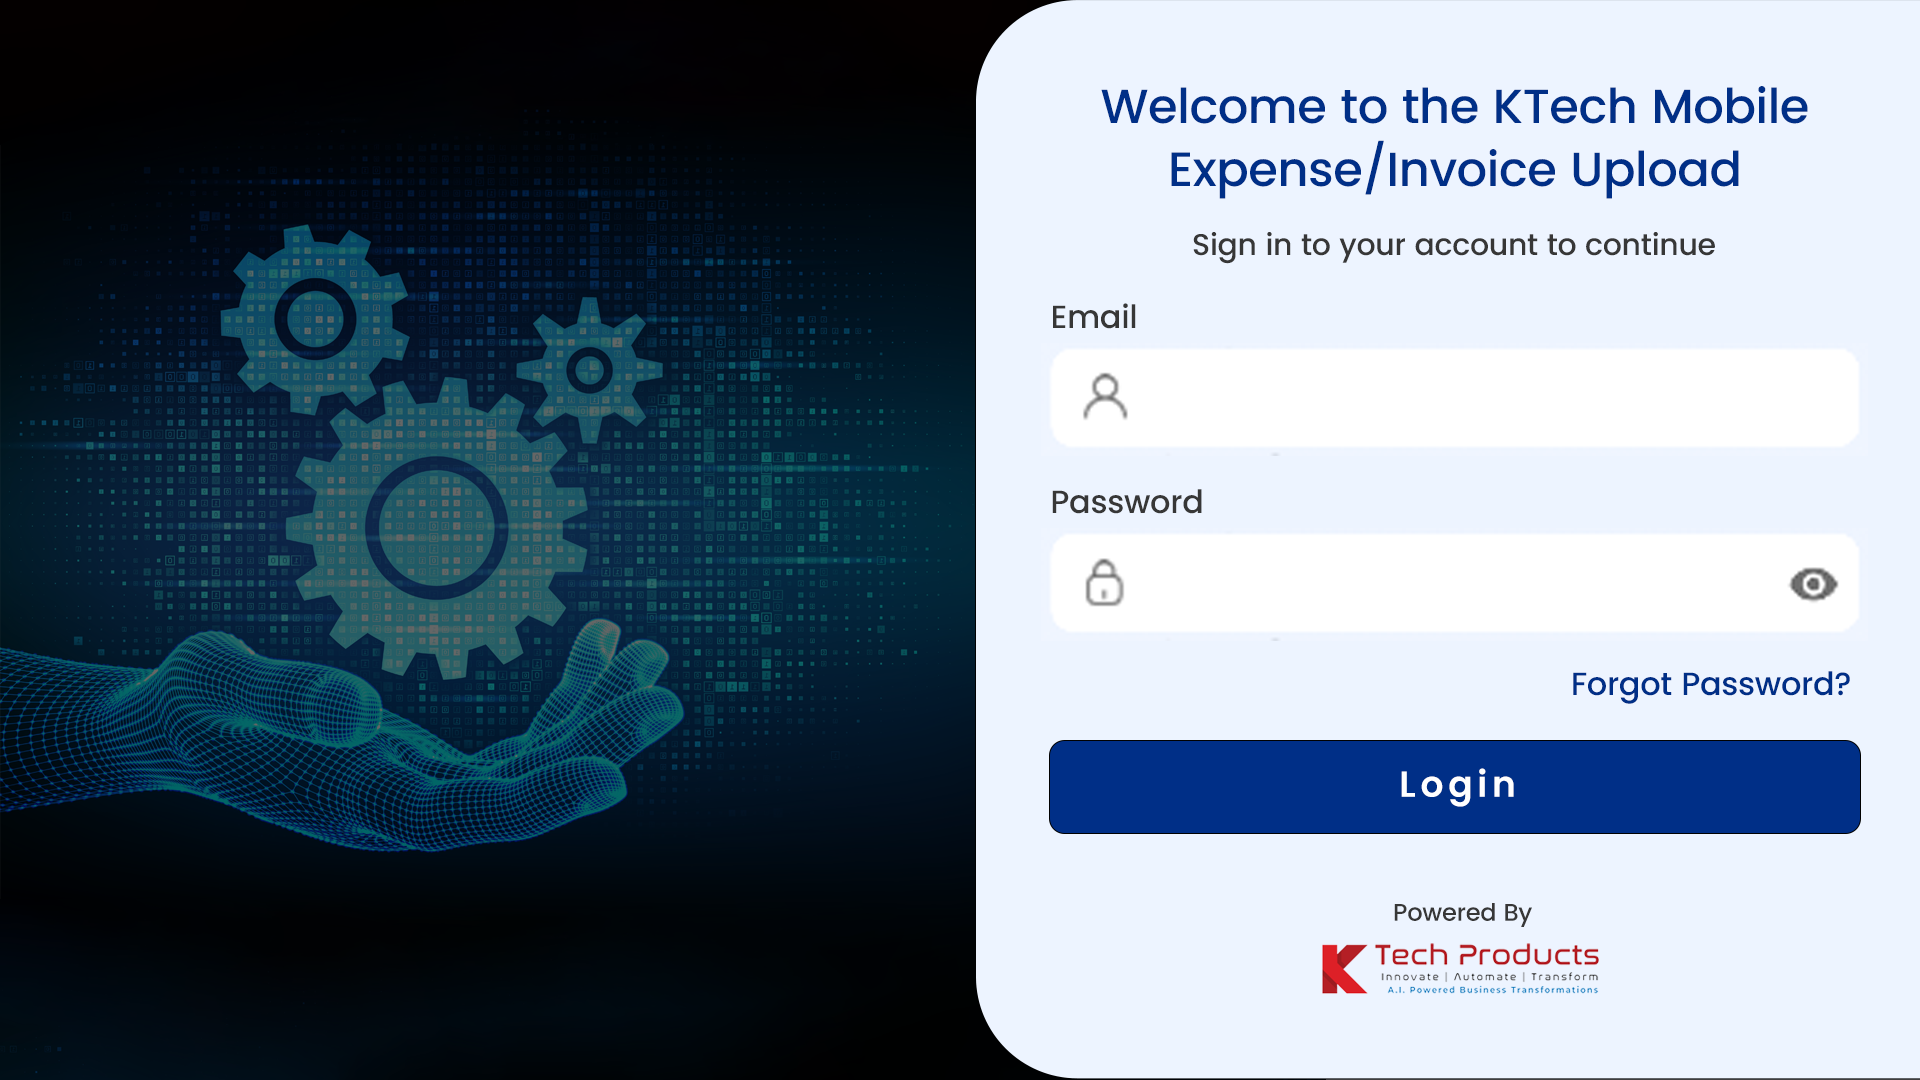 Welcome to the KTech Mobile
Expense/Invoice Upload
Sign in to your account to continue
Email
Password
Forgot Password?
Login
Powered By
Tech Products
Innovate | Automate | Transform
A.I. Powered Business Transformations